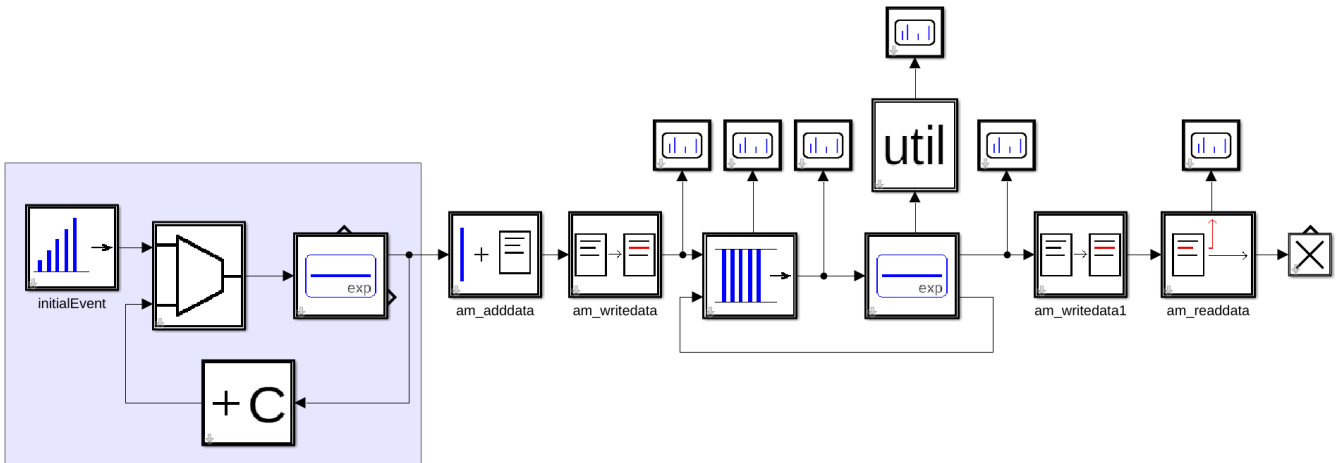 util
initialEvent
exp
+ C
+
am_adddata
am_writedata
exp
am_writedata1
am_readdata